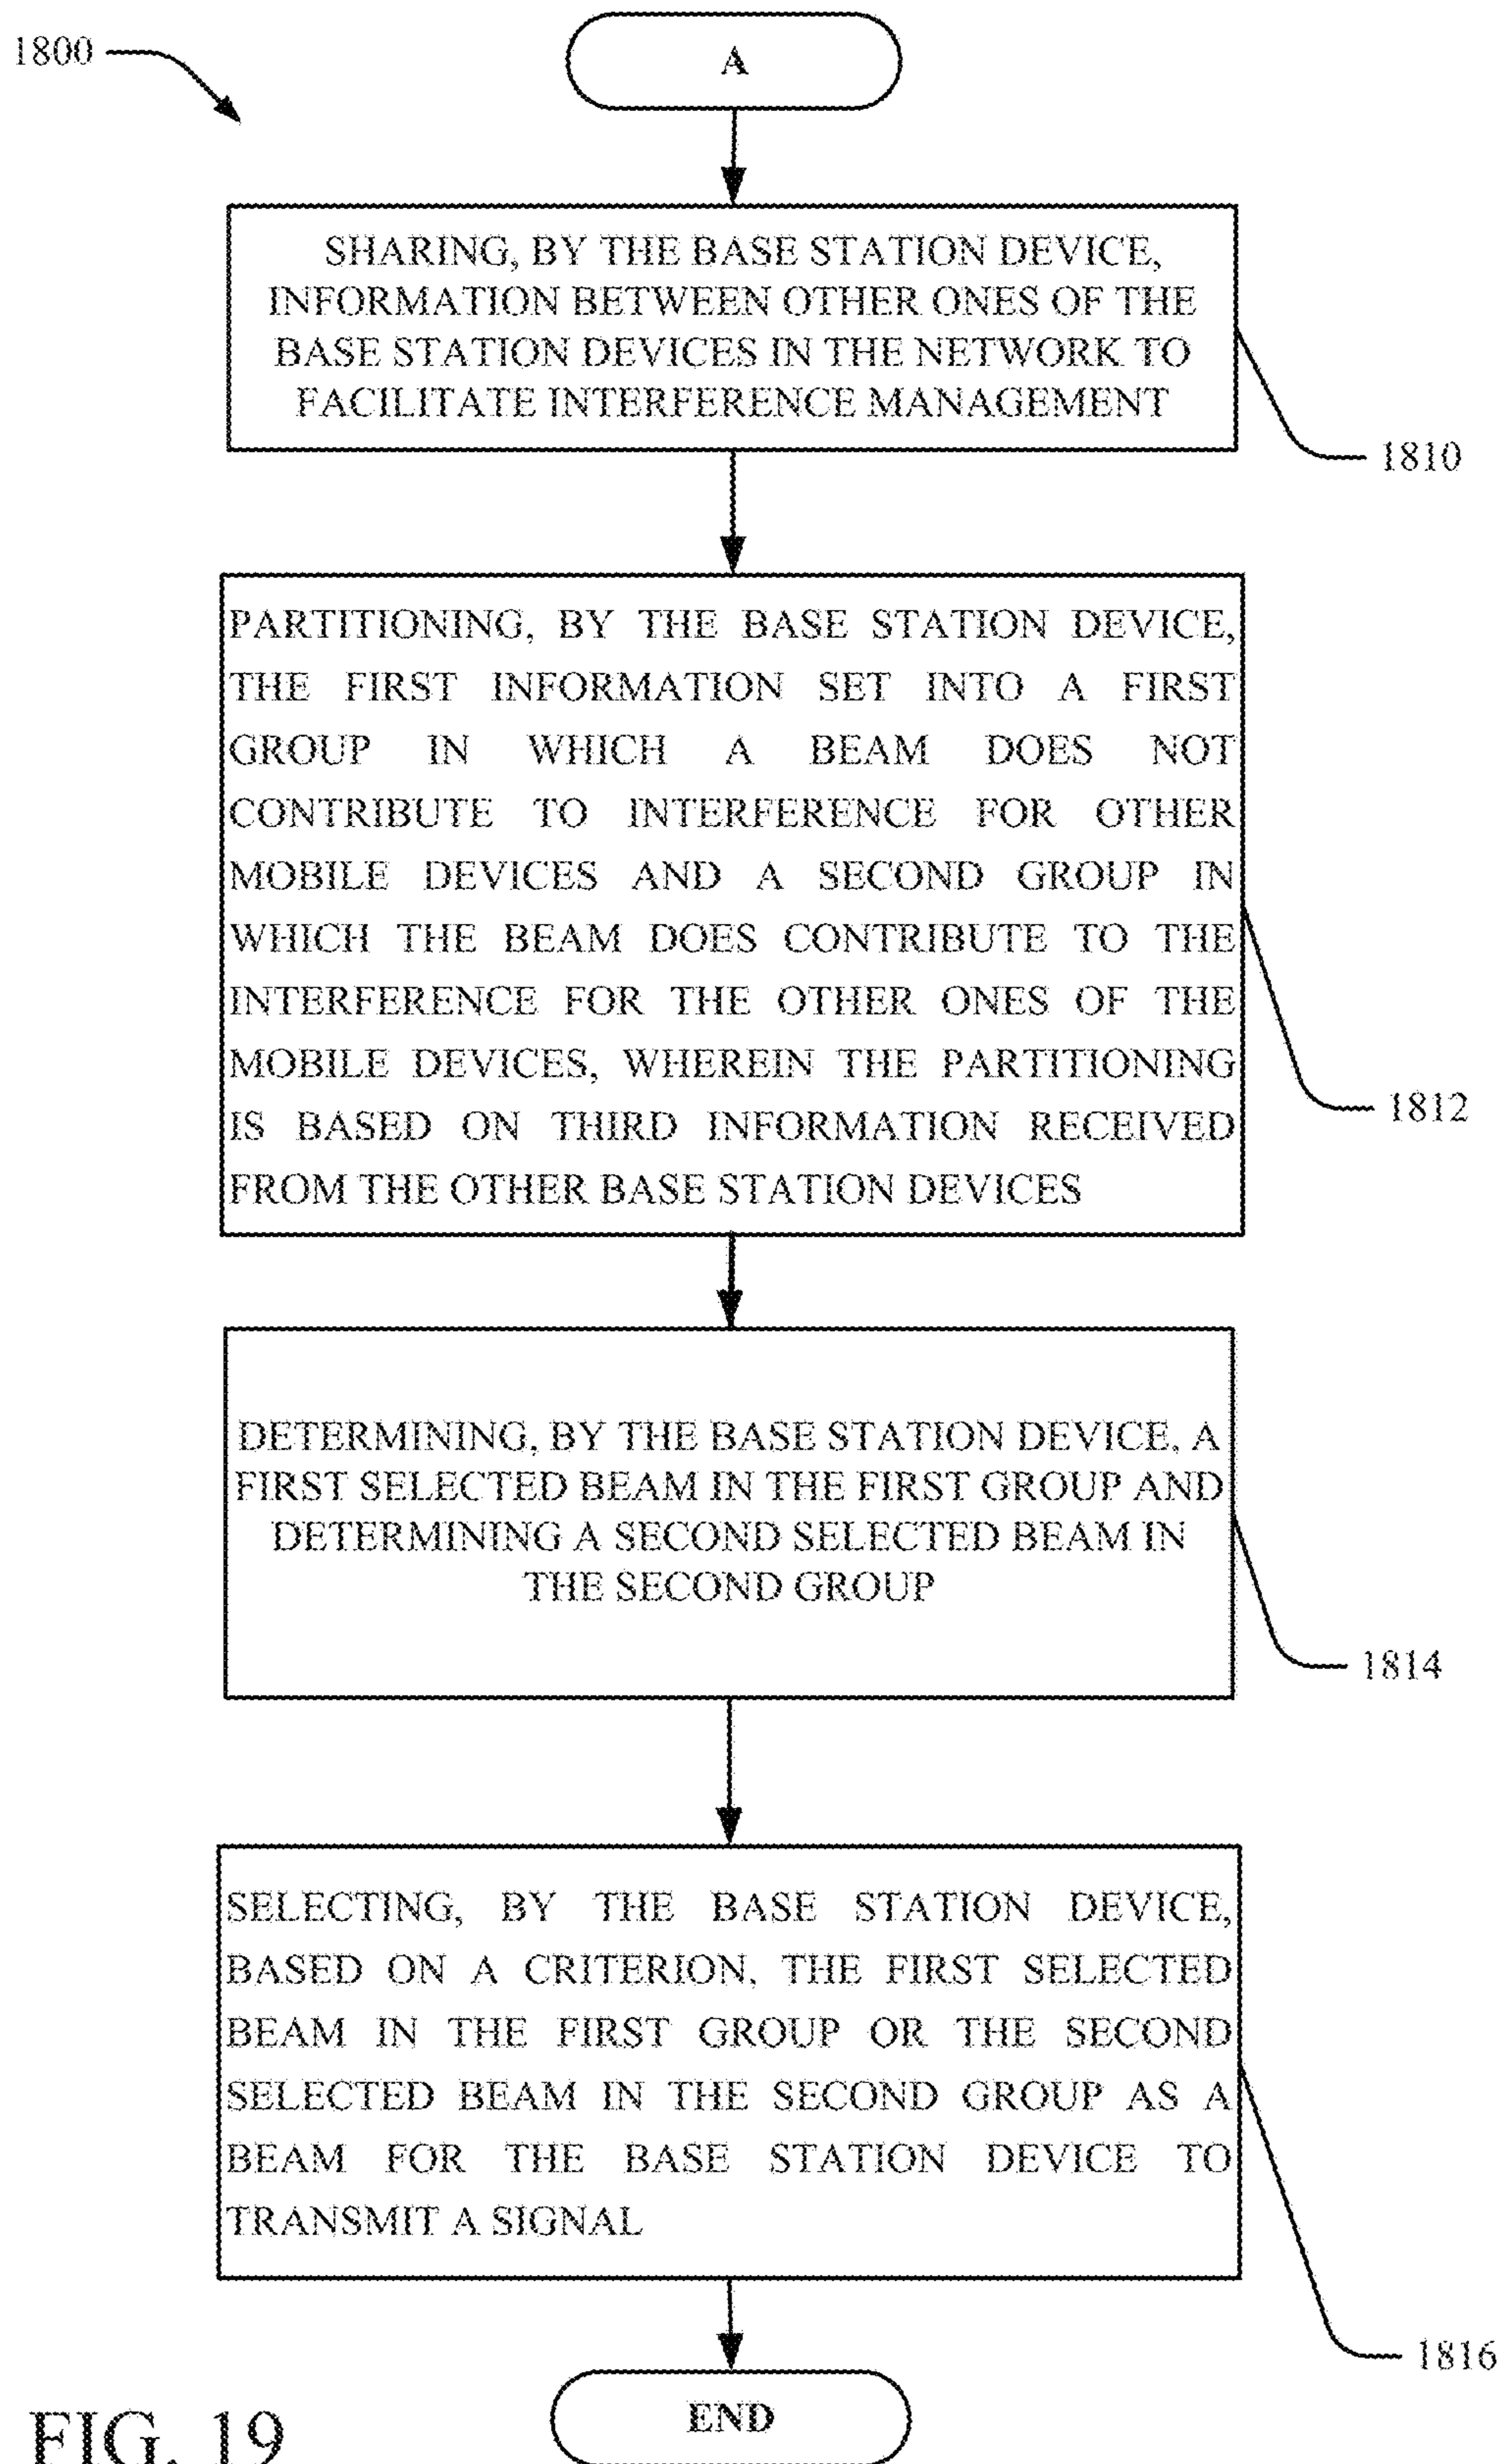 1800
A
SHARING, BY THE BASE STATION DEVICE,
INFORMATION BETWEEN OTHER ONES OF THE
BASE STATION DEVICES IN THE NETWORK TO
FACILITATE INTERFERENCE MANAGEMENT
1810
PARTITIONING, BY THE BASE STATION DEVICE,
THE FIRST INFORMATION SET INTO A FIRST
GROUP IN WHICH A BEAM DOES NOT
CONTRIBUTE TO INTERFERENCE FOR OTHER
MOBILE DEVICES AND A SECOND GROUP IN
WHICH THE BEAM DOES CONTRIBUTE TO THE
INTERFERENCE FOR THE OTHER ONES OF THE
MOBILE DEVICES, WHEREIN THE PARTITIONING
IS BASED ON THIRD INFORMATION RECEIVED
FROM THE OTHER BASE STATION DEVICES
1812
DETERMINING, BY THE BASE STATION DEVICE, A
FIRST SELECTED BEAM IN THE FIRST GROUP AND
DETERMINING A SECOND SELECTED BEAM IN
THE SECOND GROUP
1814
SELECTING, BY THE BASE STATION DEVICE,
BASED ON A CRITERION, THE FIRST SELECTED
BEAM IN THE FIRST GROUP OR THE SECOND
SELECTED BEAM IN THE SECOND GROUP AS A
BEAM FOR THE BASE STATION DEVICE TO
TRANSMIT A SIGNAL
1816
END
FIG. 19